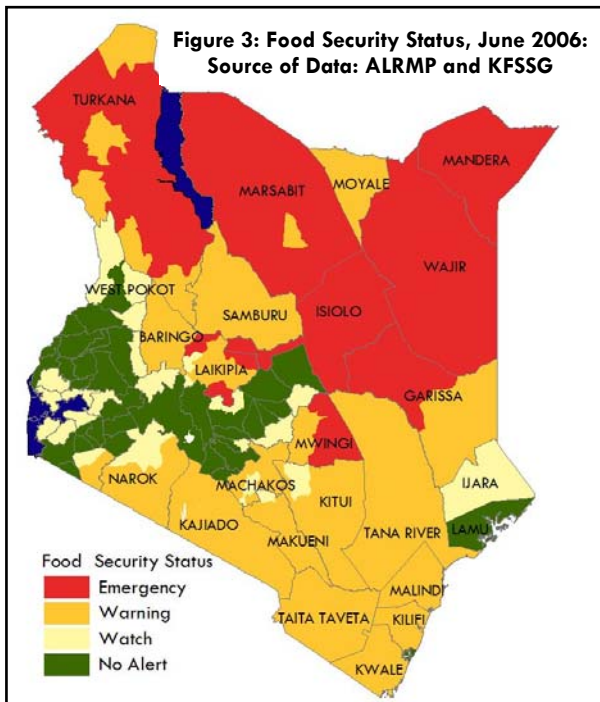 Figure 3: Food Security Status, June 2006:
Source of Data: ALRMP and KFSSG
TURKANA
MANDERA
MOYALE
MARSABIT
WAJIR
WEST POKOT
SAMBURU
ISIOLO
BARINGO
LAIKIPIA
GARISSA
MWINGI
IJARA
NAROK
MACHAKOS
KITUI
KAJIADO
TANA RIVER
LAMU
MAKUENI
MALINDI
TAITA TAVETA
KILIFI
KWALE
Food Security Status
Emergency
Warning
Watch
No Alert